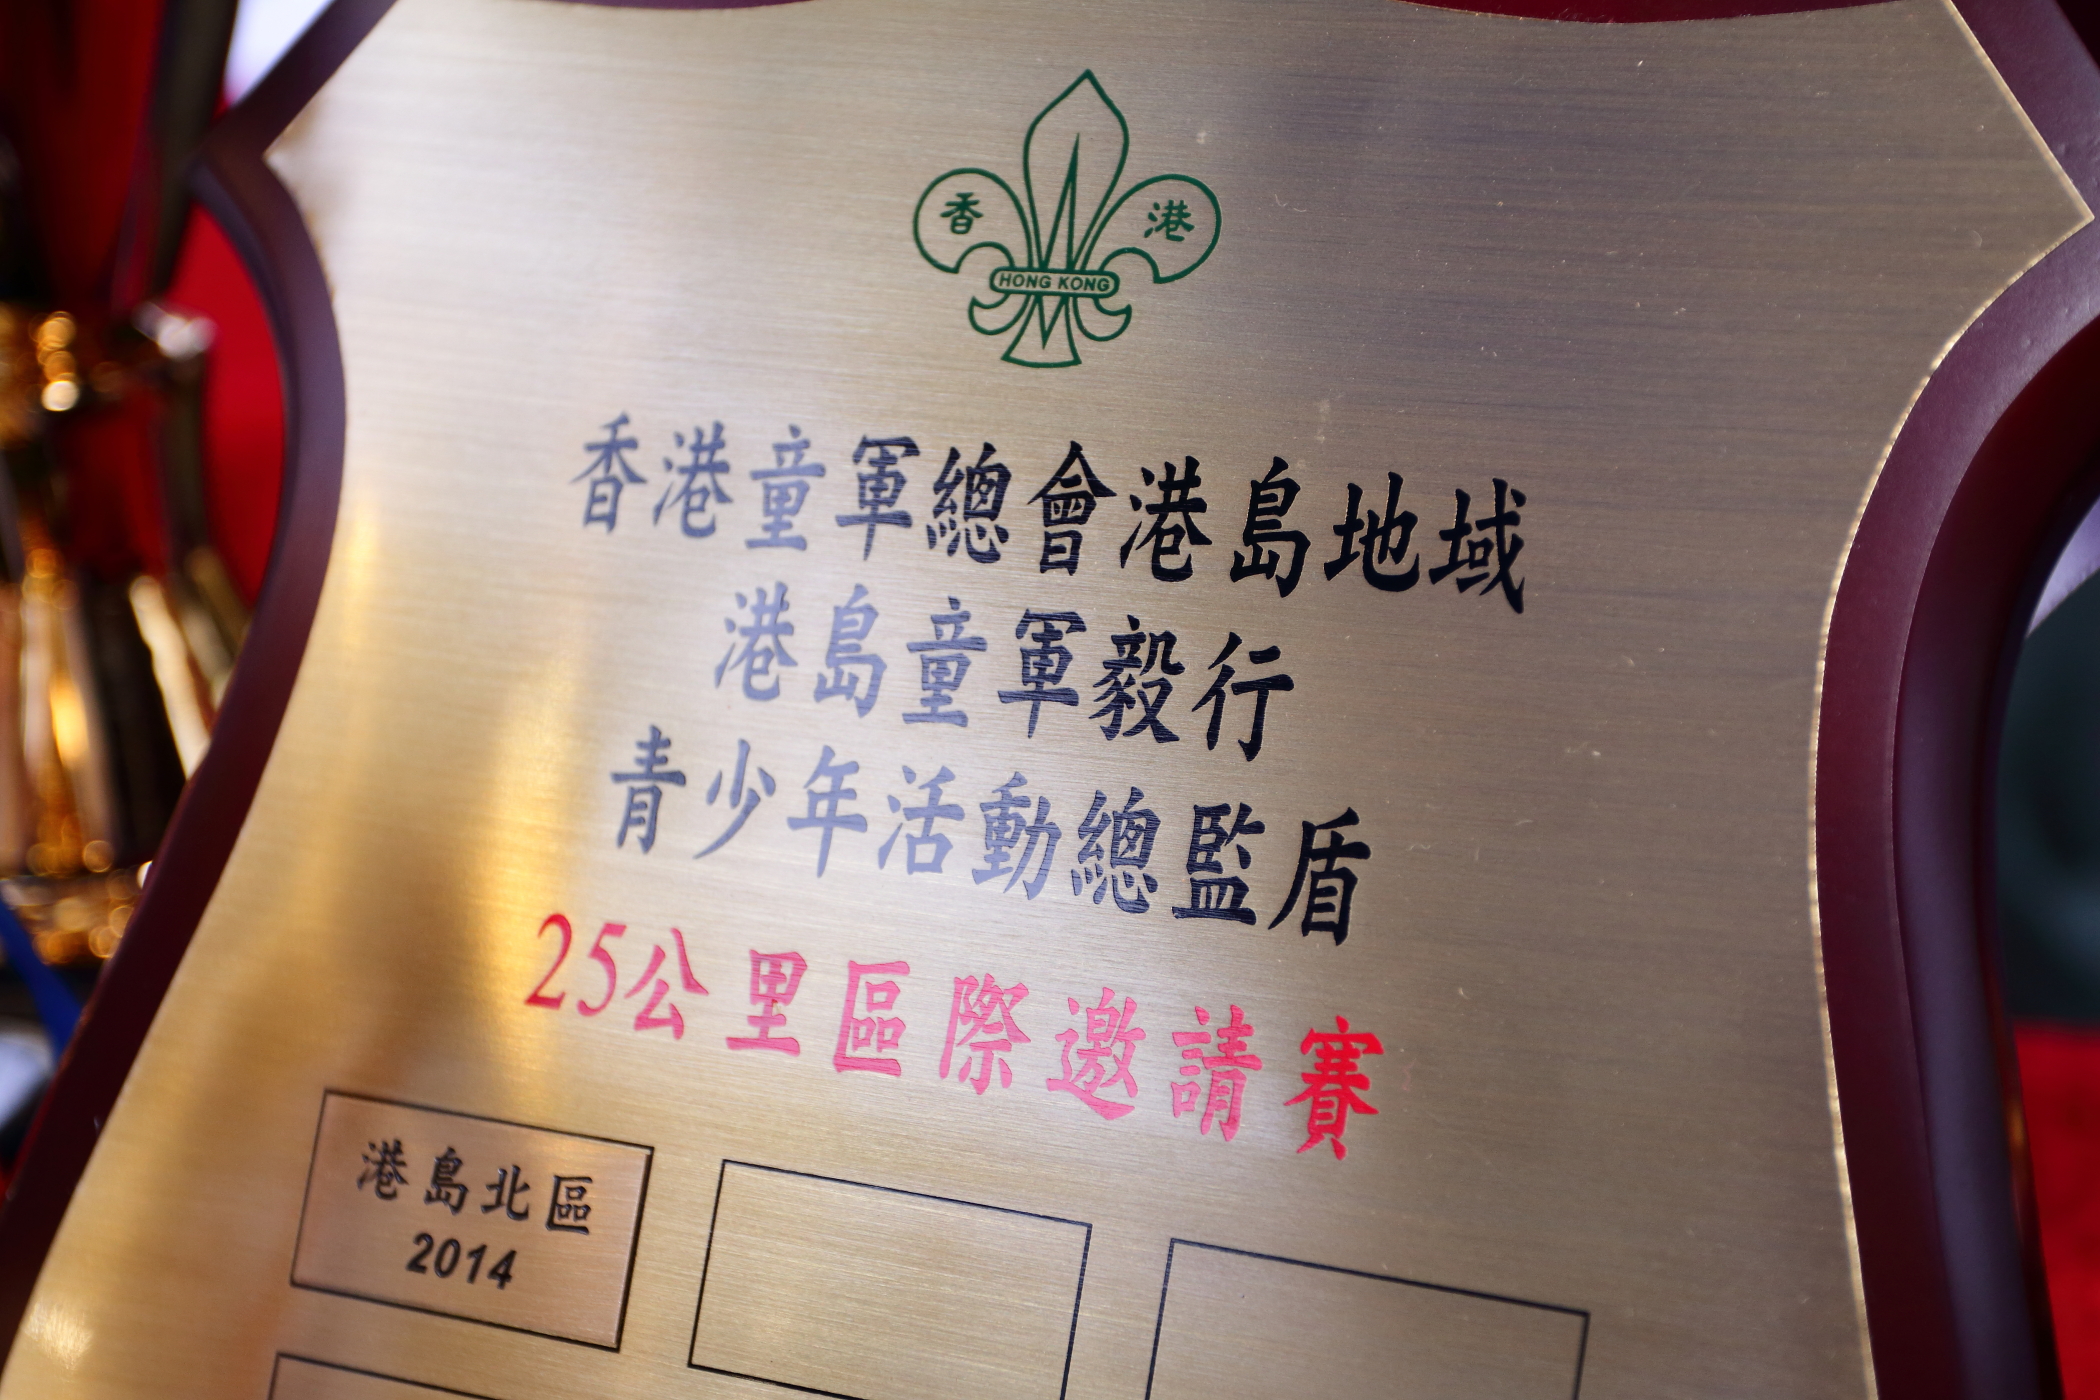 香 港
HONG KONG
香港童軍總會港島地域
港島童軍毅行
青少年活動總監盾
25公里區際邀請賽
港島北區
2014